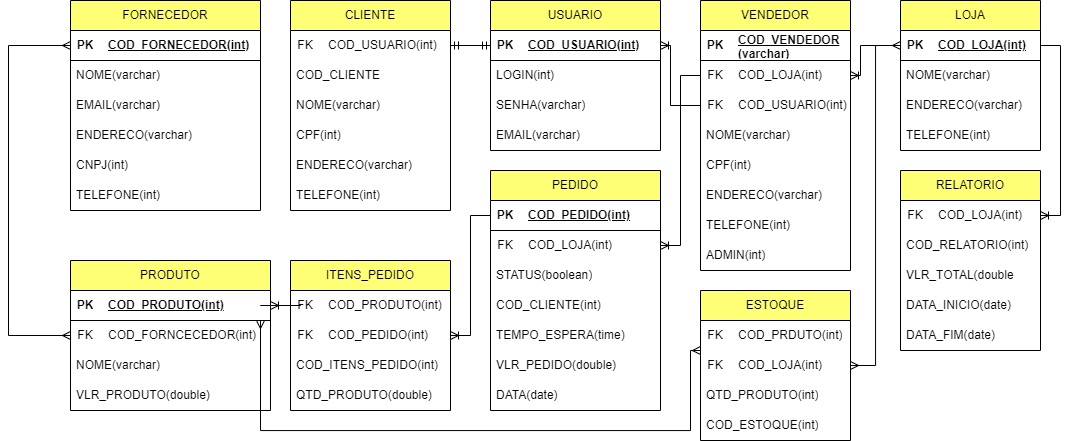 FORNECEDOR
PK COD_FORNECEDOR(int)
NOME(varchar)
EMAIL(varchar)
ENDERECO(varchar)
CNPJ(int)
TELEFONE(int)
CLIENTE
FK COD_USUARIO(int)
COD_CLIENTE
NOME(varchar)
CPF(int)
ENDERECO(varchar)
TELEFONE(int)
USUARIO
PK COD_USUARIO(int)
LOGIN(int)
SENHA(varchar)
EMAIL(varchar)
VENDEDOR
PK COD_VENDEDOR
(varchar)
FK COD_LOJA(int)
FK COD_USUARIO(int)
NOME(varchar)
CPF(int)
ENDERECO(varchar)
TELEFONE(int)
ADMIN(int)
LOJA
PK COD_LOJA(int)
NOME(varchar)
ENDERECO(varchar)
TELEFONE(int)
PRODUTO
PK COD_PRODUTO(int)
FK COD_FORNCECEDOR(int)
NOME(varchar)
VLR_PRODUTO(double)
ITENS_PEDIDO
FK COD_PRODUTO(int)
FK COD_PEDIDO(int)
COD_ITENS_PEDIDO(int)
QTD_PRODUTO(double)
PEDIDO
PK COD_PEDIDO(int)
FK COD_LOJA(int)
STATUS(boolean)
COD_CLIENTE(int)
TEMPO_ESPERA(time)
VLR_PEDIDO(double)
DATA(date)
ESTOQUE
FK COD_PRDUTO(int)
FK COD_LOJA(int)
QTD_PRODUTO(int)
COD_ESTOQUE(int)
RELATORIO
FK COD_LOJA(int)
COD_RELATORIO(int)
VLR_TOTAL(double
DATA_INICIO(date)
DATA_FIM(date)